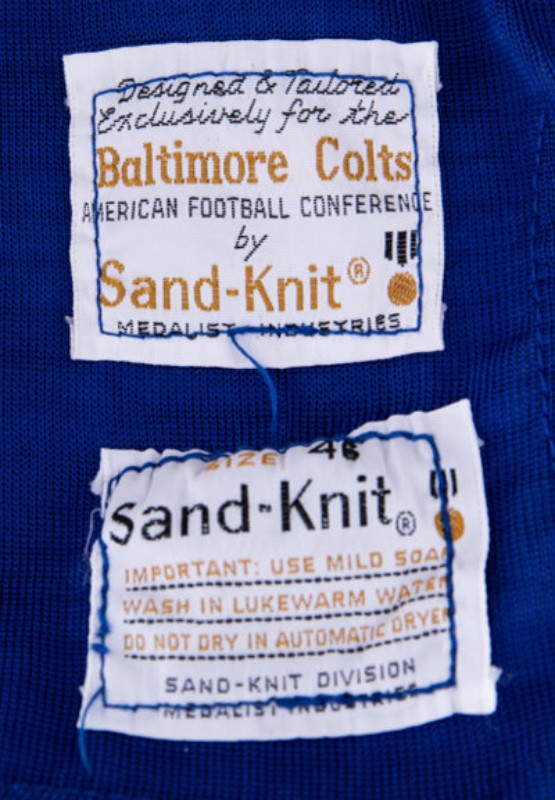 Designed & Tailored
Exclusively for the
Baltimore Colts
AMERICAN FOOTBALL CONFERENCE
by
Sand-Knit®
MEDALIST INDUSTRIES
SIZE 46
Sand-Knit®
IMPORTANT: USE MILD SOAP
WASH IN LUKEWARM WATER
DO NOT DRY IN AUTOMATIC DRYER
SAND-KNIT DIVISION
MEDALIST INDUSTRIES